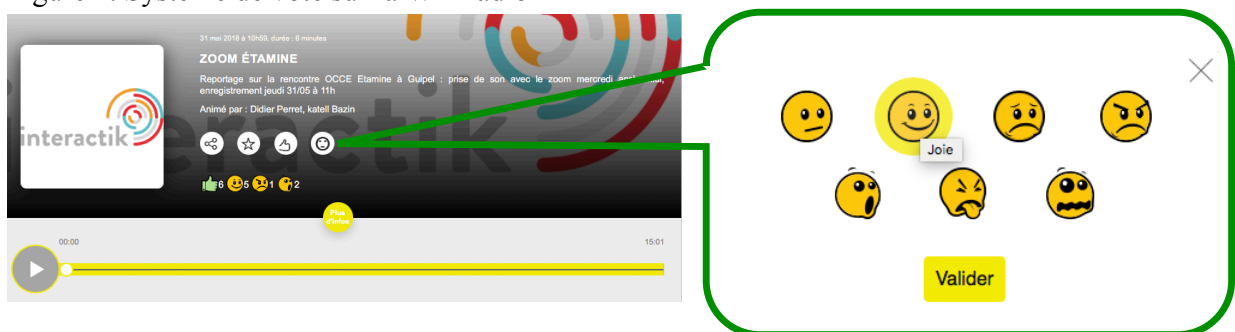 31 mai 2018 à 10h59, durée : 6 minutes
ZOOM ÉTAMINE
Reportage sur la rencontre OCCE Etamine à Guipel : prise de son avec le zoom mercredi
enregistrement jeudi 31/05 à 11h
Animé par : Didier Perret, katell Bazin
interactik
6 5 1 2
Plus
d'infos
00:00
15:01
Joie
Valider